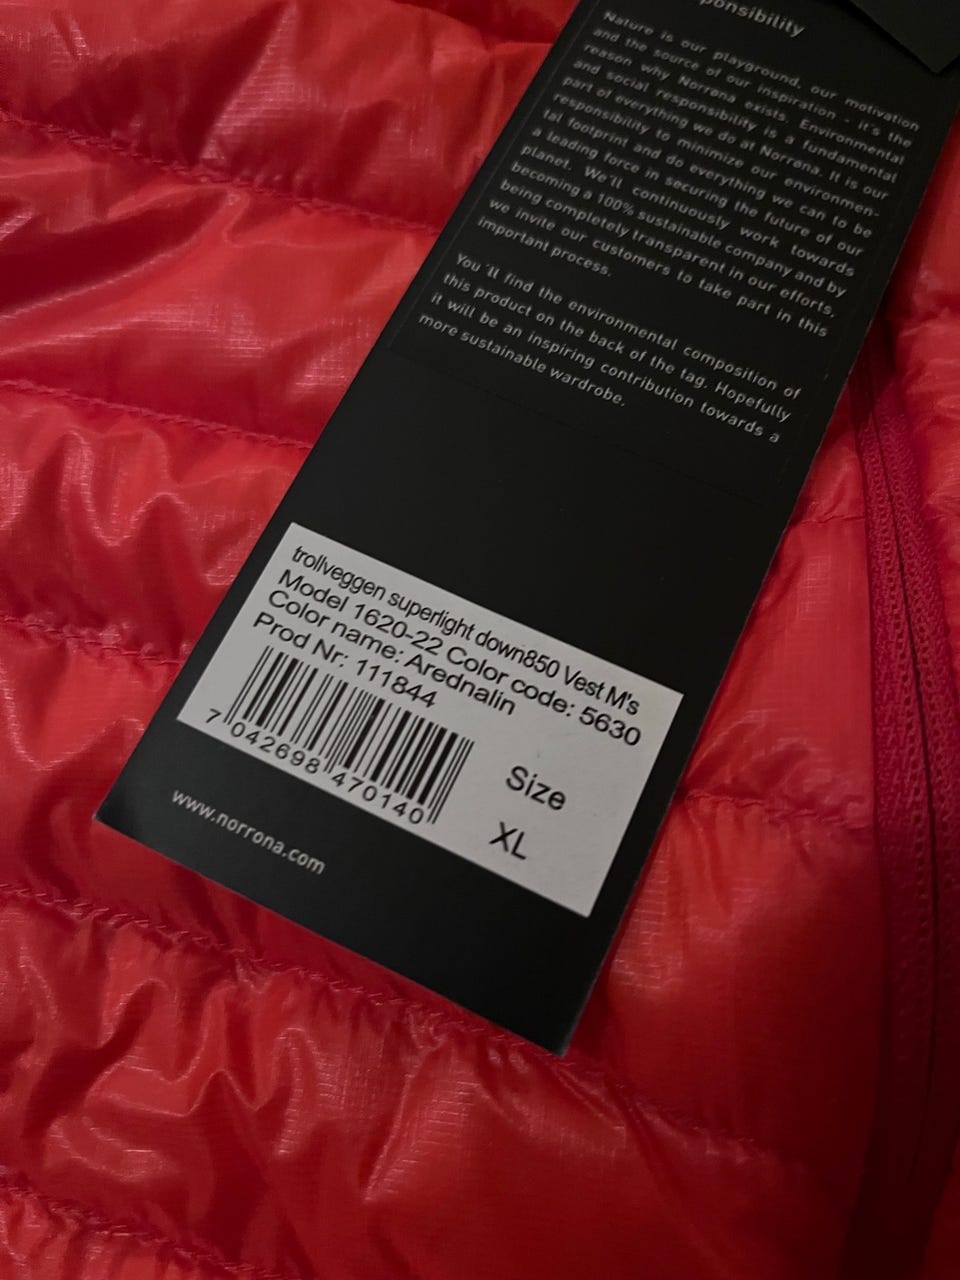 ponsibility
Nature is our playground, our motivation
and the source of our inspiration - it's the
reason why Norrøna exists. Environmental
and social responsibility is a fundamental
part of everything we do at Norrøna. It is our
responsibility to minimize our environmen-
tal footprint and do everything we can to be
a leading force in securing the future of our
planet. We'll continuously work towards
becoming a 100% sustainable company and by
being completely transparent in our efforts,
we invite our customers to take part in this
important process.
You 'll find the environmental composition of
this product on the back of the tag. Hopefully
it will be an inspiring contribution towards a
more sustainable wardrobe.
trollveggen superlight down850 Vest M's
Model 1620-22 Color code: 5630
Color name: Arednalin
Prod Nr: 111844
7 042698 470140
Size
XL
www.norrona.com